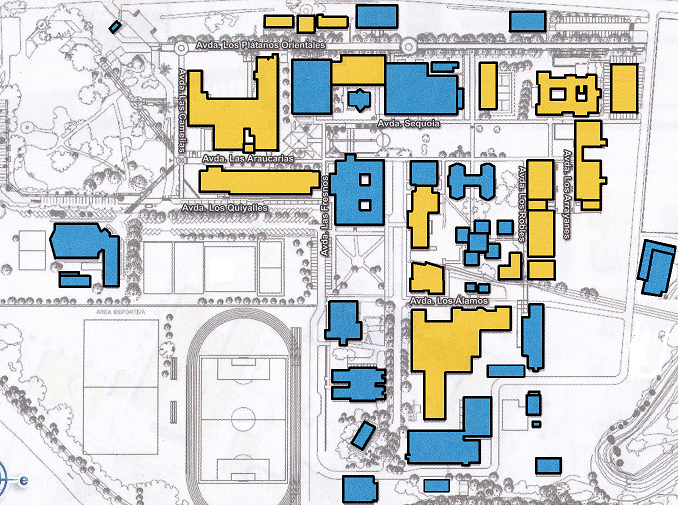 Avda. Los Plátanos Orientales
Avda. Las Camelias
Avda. Sequoia
Avda. Las Araucarias
Avda. Los Quiyalles
Avda. Los Fresnos
Avda. Los Robles
Avda. Los Arrayanes
Avda. Los Álamos
AREA DEPORTIVA
e